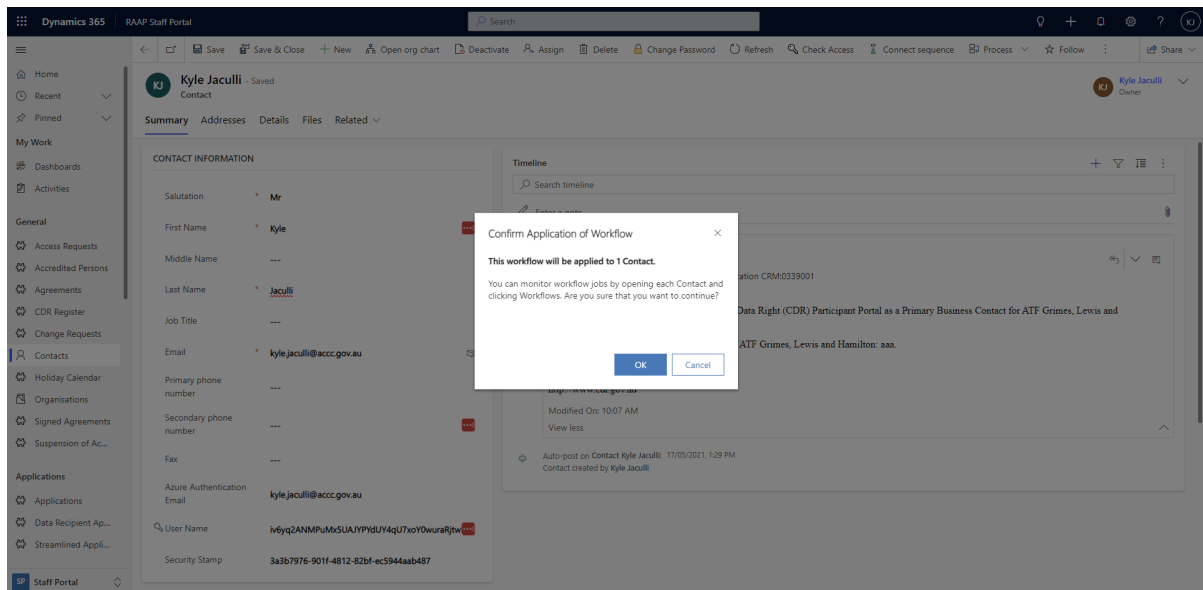 Dynamics 365
RAAP Staff Portal
Search
KJ
Save
Save & Close
New
Open org chart
Deactivate
Assign
Delete
Change Password
Refresh
Check Access
Connect sequence
Process
Follow
Share
Home
Recent
Pinned
My Work
Dashboards
Activities
General
Access Requests
Accredited Persons
Agreements
CDR Register
Change Requests
Contacts
Holiday Calendar
Organisations
Signed Agreements
Suspension of Ac...
Applications
Applications
Data Recipient Ap...
Streamlined Appli...
SP Staff Portal
KJ
Kyle Jaculli - Saved
Contact
KJ
Kyle Jaculli
Owner
Summary Addresses Details Files Related
CONTACT INFORMATION
Salutation * Mr
First Name * Kyle
Middle Name ---
Last Name * Jaculli
Job Title ---
Email * kyle.jaculli@accc.gov.au
Primary phone
number ---
Secondary phone
number ---
Fax ---
Azure Authentication
Email kyle.jaculli@accc.gov.au
User Name iv6yq2ANMPuMx5UAJYPYdUY4qU7xoY0wuraRjtw
Security Stamp 3a3b7976-901f-4812-82bf-ec5944aab487
Timeline
Search timeline
Enter a note
ation CRM:0339001
Data Right (CDR) Participant Portal as a Primary Business Contact for ATF Grimes, Lewis and
ATF Grimes, Lewis and Hamilton: aaa.
http://www.cdr.gov.au
Modified On: 10:07 AM
View less
Auto-post on Contact Kyle Jaculli: 17/05/2021, 1:29 PM
Contact created by Kyle Jaculli
Confirm Application of Workflow
This workflow will be applied to 1 Contact.
You can monitor workflow jobs by opening each Contact and
clicking Workflows. Are you sure that you want to continue?
OK
Cancel